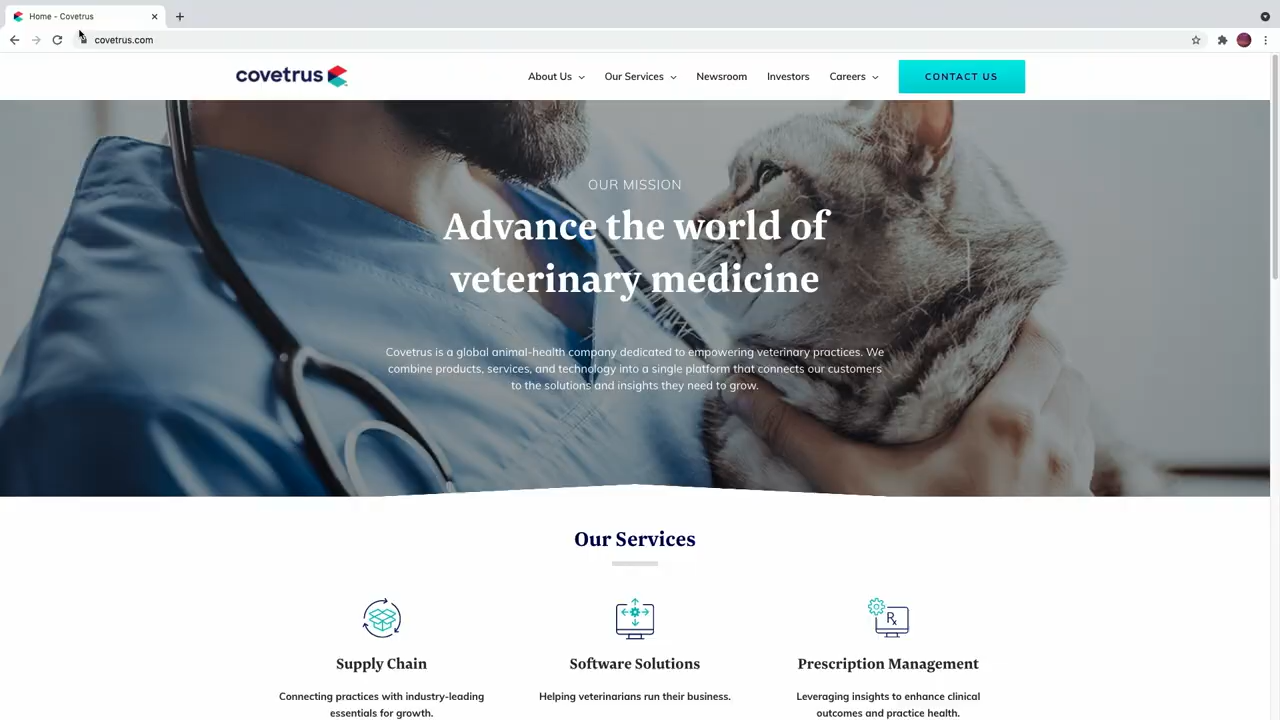 Home - Covetrus
covetrus.com
covetrus
About Us
Our Services
Newsroom
Investors
Careers
CONTACT US
OUR MISSION
Advance the world of
veterinary medicine
Covetrus is a global animal-health company dedicated to empowering veterinary practices. We
combine products, services, and technology into a single platform that connects our customers
to the solutions and insights they need to grow.
Our Services
Rx
Supply Chain
Software Solutions
Prescription Management
Connecting practices with industry-leading
essentials for growth.
Helping veterinarians run their business.
Leveraging insights to enhance clinical
outcomes and practice health.